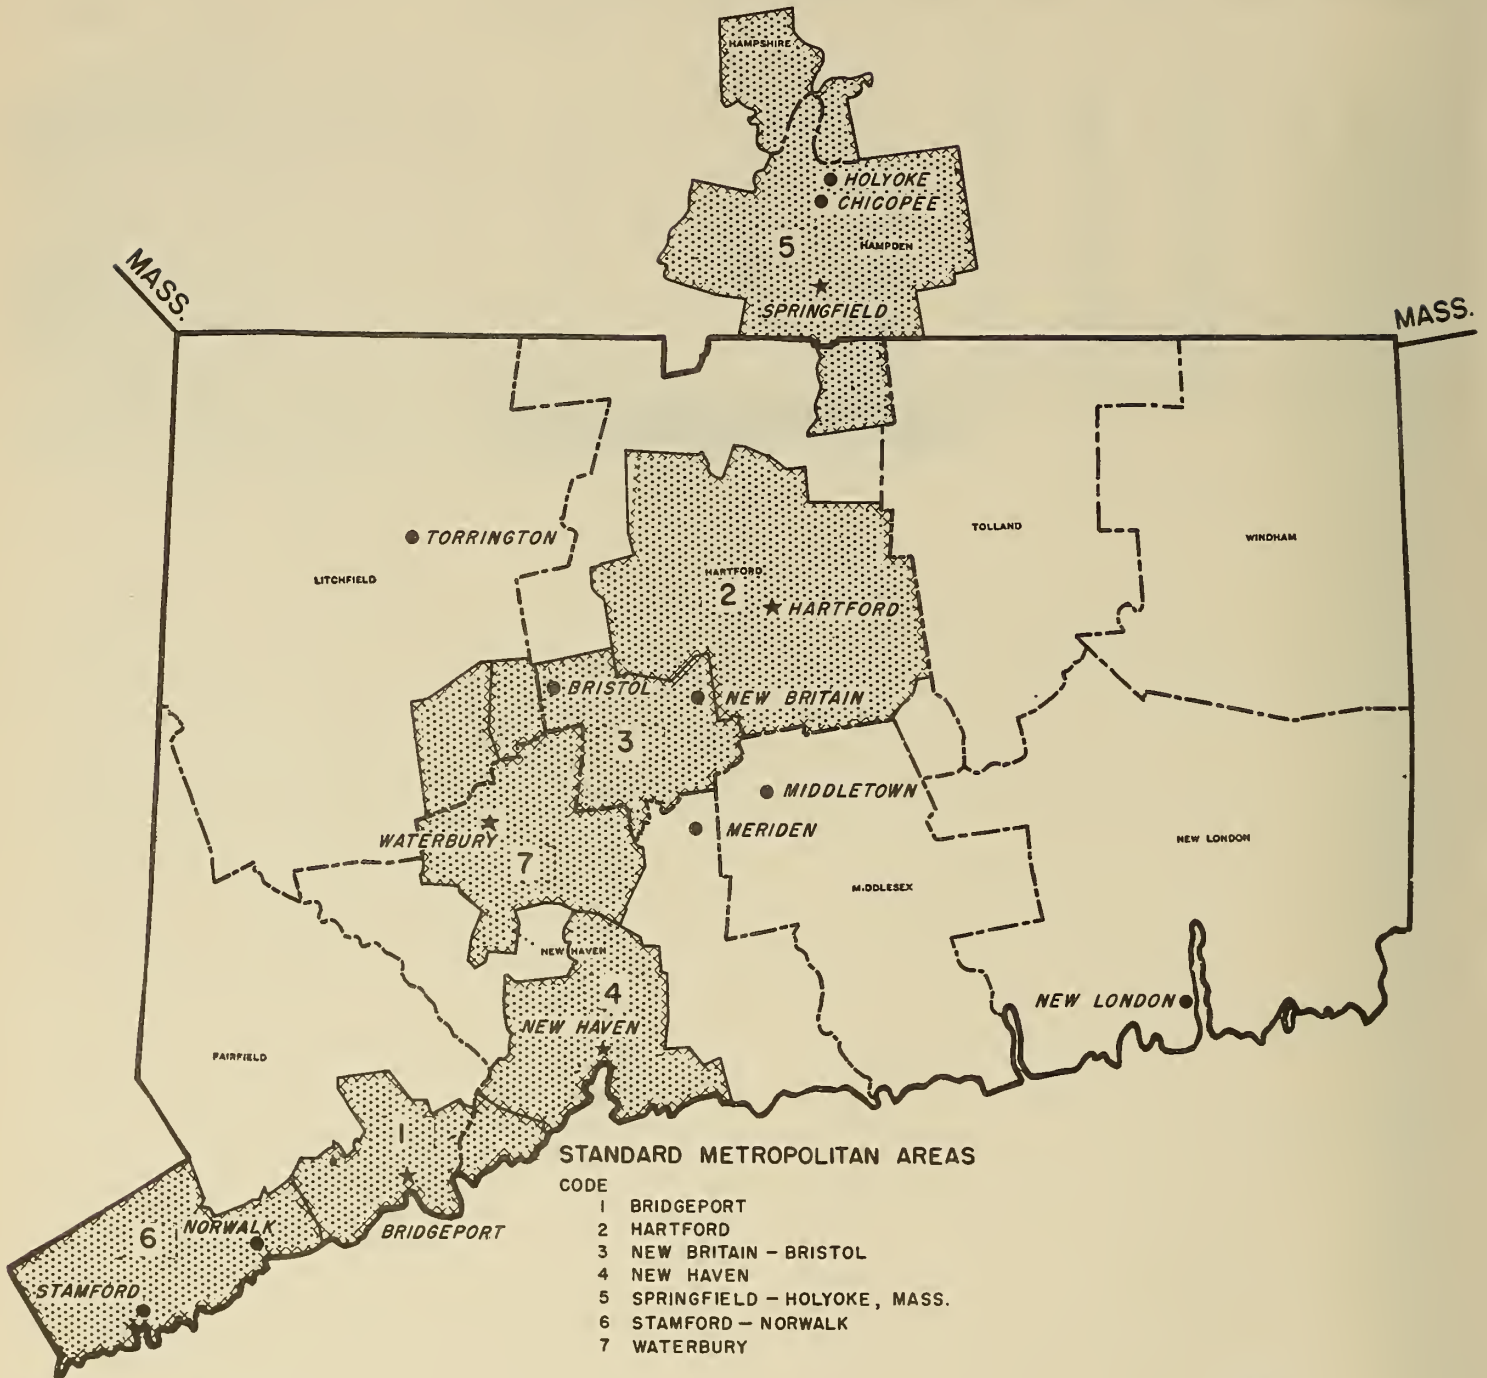 HAMPSHIRE
HOLYOKE
CHICOPEE
5
HAMPDEN
SPRINGFIELD
MASS.
MASS.
TORRINGTON
LITCHFIELD
HARTFORD
2
HARTFORD
TOLLAND
WINDHAM
BRISTOL
NEW BRITAIN
3
MIDDLETOWN
MERIDEN
WATERBURY
7
NEW LONDON
MIDDLESEX
NEW HAVEN
4
NEW HAVEN
NEW LONDON
FAIRFIELD
1
BRIDGEPORT
6
NORWALK
STAMFORD
STANDARD METROPOLITAN AREAS
CODE
1 BRIDGEPORT
2 HARTFORD
3 NEW BRITAIN – BRISTOL
4 NEW HAVEN
5 SPRINGFIELD – HOLYOKE, MASS.
6 STAMFORD – NORWALK
7 WATERBURY